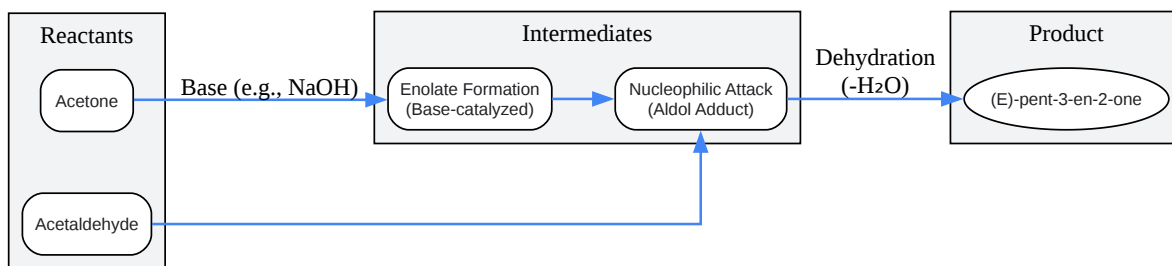 Reactants
Acetone
Acetaldehyde
Base (e.g., NaOH)
Intermediates
Enolate Formation
(Base-catalyzed)
Nucleophilic Attack
(Aldol Adduct)
Dehydration
(-H₂O)
Product
(E)-pent-3-en-2-one